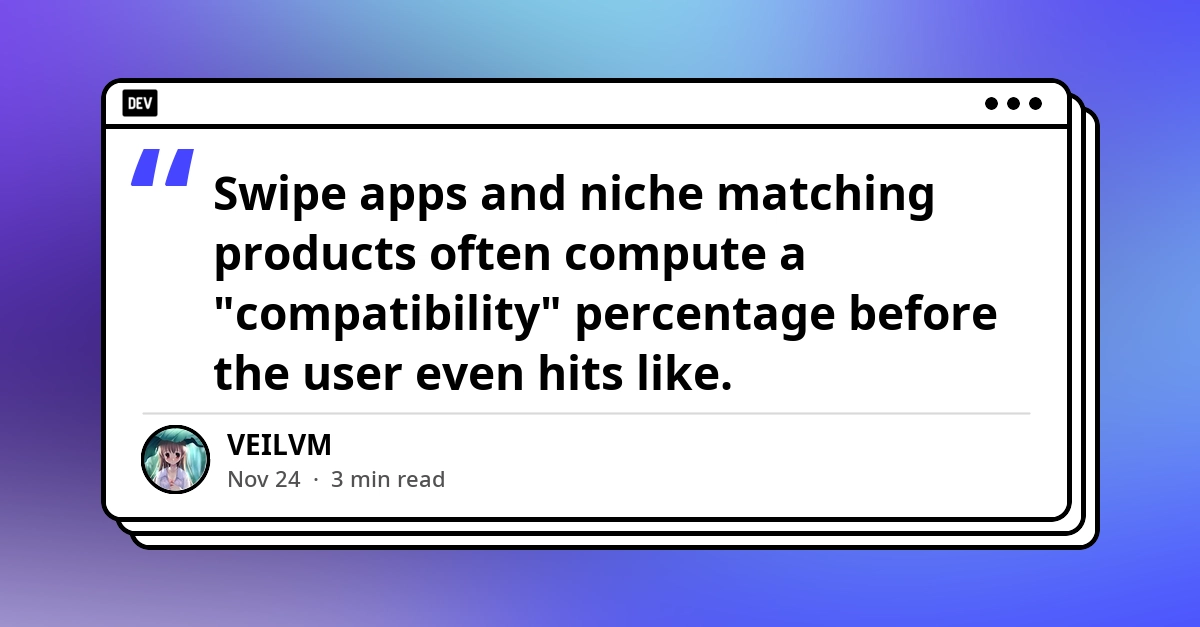 DEV
“
Swipe apps and niche matching
products often compute a
"compatibility" percentage before
the user even hits like.
VEILVM
Nov 24 · 3 min read